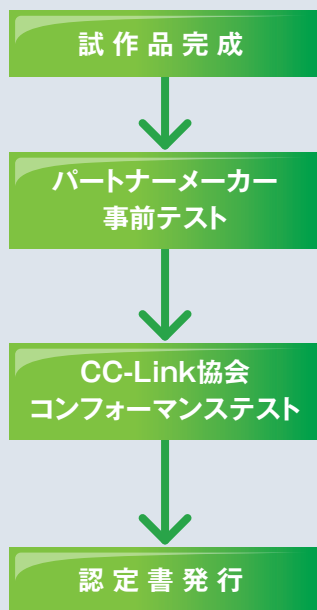 試作品完成
パートナーメーカー
事前テスト
CC-Link協会
コンフォーマンステスト
認定書発行